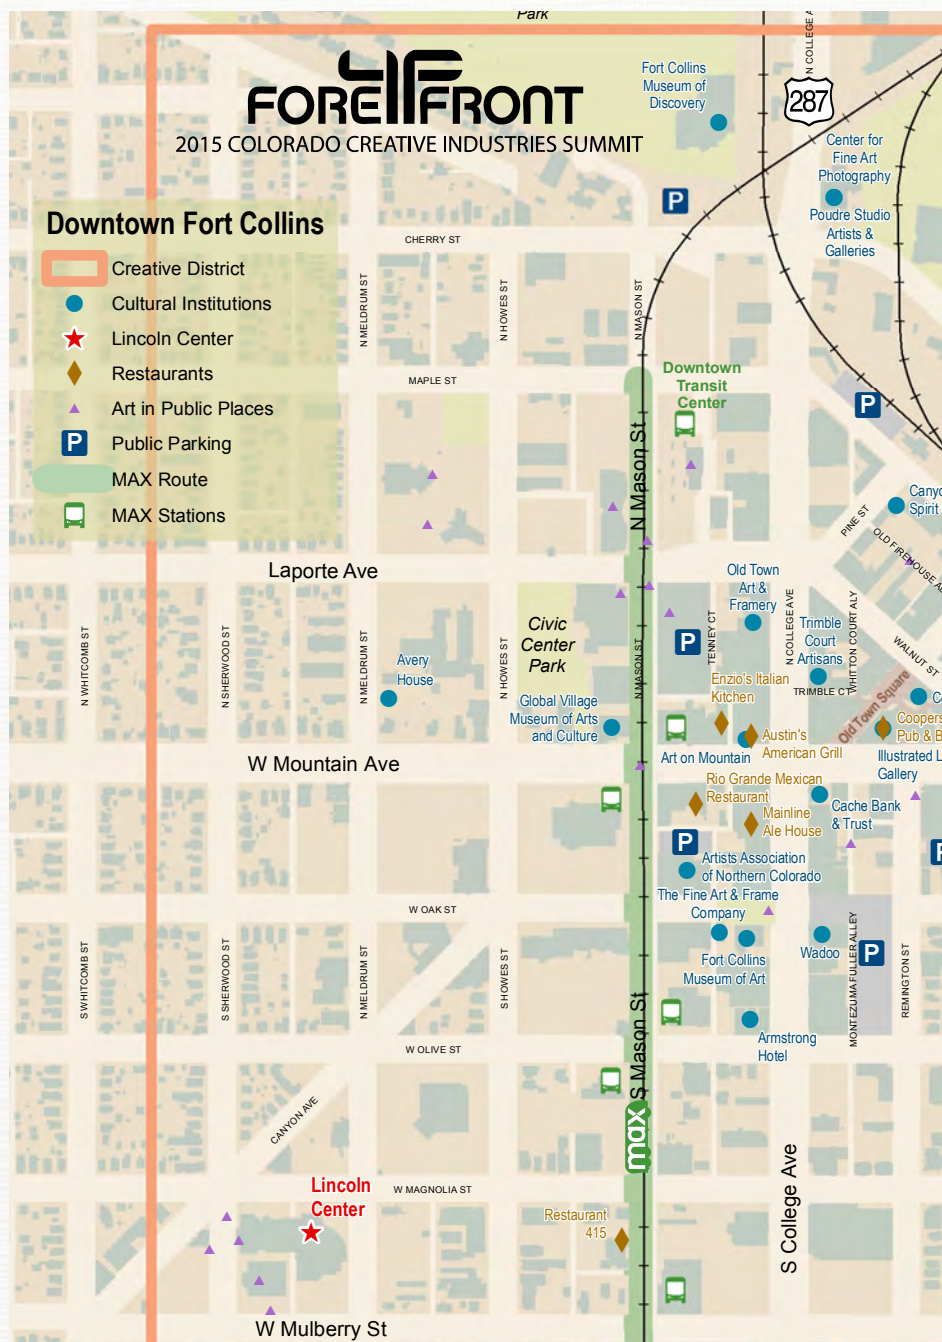 Park
N COLLEGE A
FOREFRONT
2015 COLORADO CREATIVE INDUSTRIES SUMMIT
Fort Collins
Museum of
Discovery
287
Center for
Fine Art
Photography
P
Poudre Studio
Artists &
Galleries
Downtown Fort Collins
Creative District
Cultural Institutions
Lincoln Center
Restaurants
Art in Public Places
P
Public Parking
MAX Route
MAX Stations
CHERRY ST
N MELDRUM ST
N HOWES ST
N MASON ST
MAPLE ST
Downtown
Transit
Center
P
N Mason St
Canyo
Spirit
PINE ST
OLD FIREHOUSE AL
Laporte Ave
Old Town
Art &
Framery
Civic
Center
Park
N WHITCOMB ST
N SHERWOOD ST
N MELDRUM ST
N HOWES ST
N MASON ST
P
TENNEY CT
N COLLEGE AVE
Trimble
Court
Artisans
WHITTON COURT ALY
WALNUT ST
TRIMBLE CT
Old Town Square
Avery
House
Enzio's Italian
Kitchen
Global Village
Museum of Arts
and Culture
C
Coopers
Pub & B
Austin's
American Grill
Art on Mountain
Illustrated L
Gallery
W Mountain Ave
Rio Grande Mexican
Restaurant
Mainline
Ale House
Cache Bank
& Trust
P
P
Artists Association
of Northern Colorado
The Fine Art & Frame
Company
W OAK ST
S WHITCOMB ST
S SHERWOOD ST
N MELDRUM ST
S HOWES ST
Fort Collins
Museum of Art
Wadoo
MONTEZUMA FULLER ALLEY
P
REMINGTON ST
S Mason St
Armstrong
Hotel
W OLIVE ST
CANYON AVE
max
S College Ave
Lincoln
Center
W MAGNOLIA ST
Restaurant
415
W Mulberry St